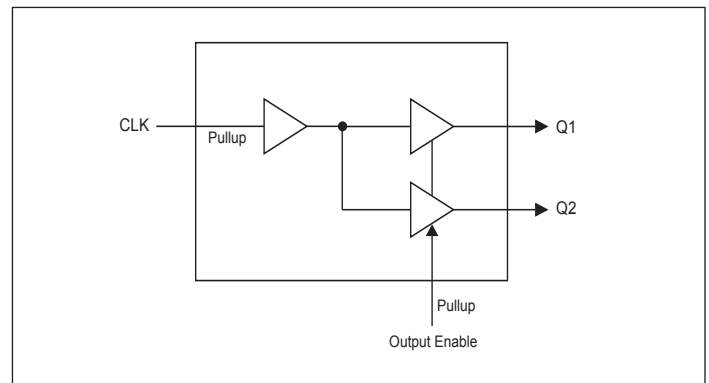 CLK
Pullup
Q1
Q2
Pullup
Output Enable